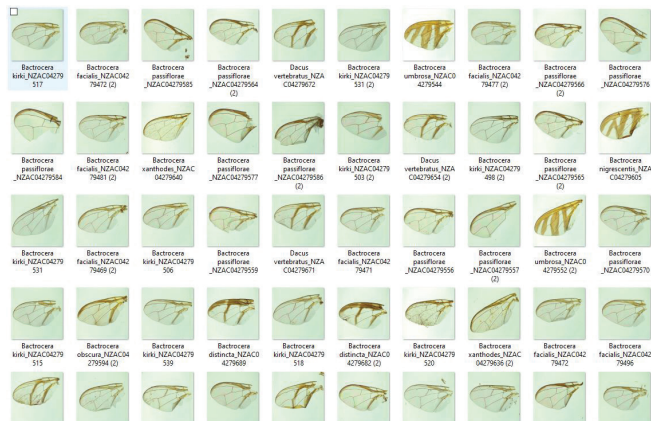 Bactrocera
kirki_NZAC04279
517
Bactrocera
facialis_NZAC042
79472 (2)
Bactrocera
passiflorae
_NZAC04279585
Bactrocera
passiflorae
_NZAC04279564
(2)
Dacus
vertebratus_NZA
C04279672
Bactrocera
kirki_NZAC04279
531 (2)
Bactrocera
umbrosa_NZAC0
4279544
Bactrocera
facialis_NZAC042
79477 (2)
Bactrocera
passiflorae
_NZAC04279566
(2)
Bactrocera
passiflorae
_NZAC04279576
Bactrocera
passiflorae
_NZAC04279584
Bactrocera
facialis_NZAC042
79481 (2)
Bactrocera
xanthodes_NZAC
04279640
Bactrocera
passiflorae
_NZAC04279577
Bactrocera
passiflorae
_NZAC04279586
(2)
Bactrocera
kirki_NZAC04279
503 (2)
Dacus
vertebratus_NZA
C04279654 (2)
Bactrocera
kirki_NZAC04279
498 (2)
Bactrocera
passiflorae
_NZAC04279565
(2)
Bactrocera
nigrescentis_NZA
C04279605
Bactrocera
kirki_NZAC04279
531
Bactrocera
facialis_NZAC042
79469 (2)
Bactrocera
kirki_NZAC04279
506
Bactrocera
passiflorae
_NZAC04279559
Dacus
vertebratus_NZA
C04279671
Bactrocera
facialis_NZAC042
79471
Bactrocera
passiflorae
_NZAC04279556
Bactrocera
passiflorae
_NZAC04279557
(2)
Bactrocera
umbrosa_NZAC0
4279552 (2)
Bactrocera
passiflorae
_NZAC04279570
Bactrocera
kirki_NZAC04279
515
Bactrocera
obscura_NZAC04
279594 (2)
Bactrocera
kirki_NZAC04279
539
Bactrocera
distincta_NZAC0
4279689
Bactrocera
kirki_NZAC04279
518
Bactrocera
distincta_NZAC0
4279682 (2)
Bactrocera
kirki_NZAC04279
520
Bactrocera
xanthodes_NZAC
04279636 (2)
Bactrocera
facialis_NZAC042
79472
Bactrocera
facialis_NZAC042
79496